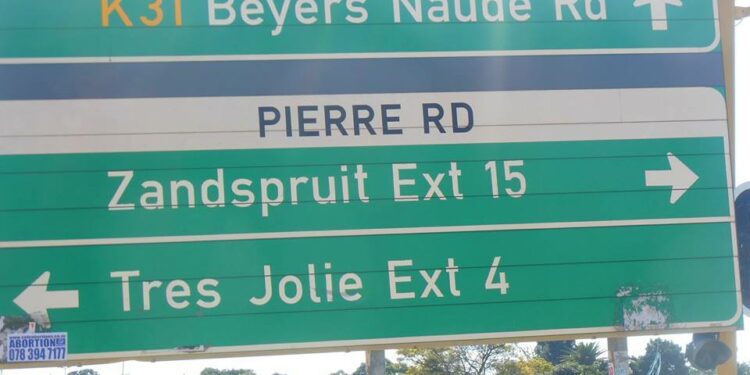 K31 Beyers Naude Rd
PIERRE RD
Zandspruit Ext 15
Tres Jolie Ext 4
ABORTION
078 394 7177